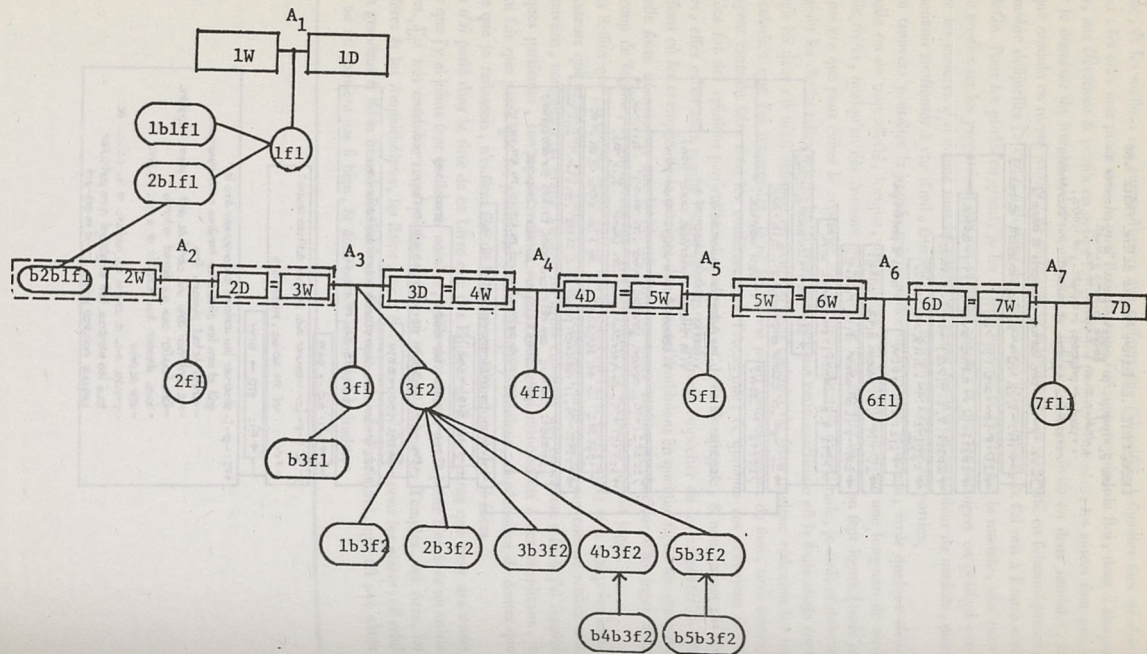 A1
1W 1D
1b1f1
1f1
2b1f1
A2 A3 A4 A5 A6 A7
b2b1f1 2W 2D = 3W 3D = 4W 4D = 5W 5W = 6W 6D = 7W 7D
2f1 3f1 3f2 4f1 5f1 6f1 7f11
b3f1
1b3f2 2b3f2 3b3f2 4b3f2 5b3f2
b4b3f2 b5b3f2